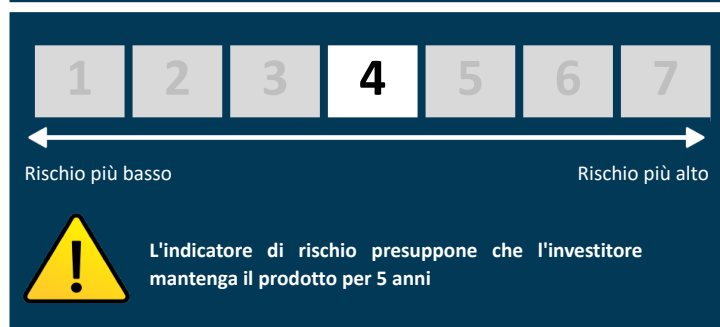 1 2 3 4 5 6 7
Rischio più basso Rischio più alto
L'indicatore di rischio presuppone che l'investitore
mantenga il prodotto per 5 anni